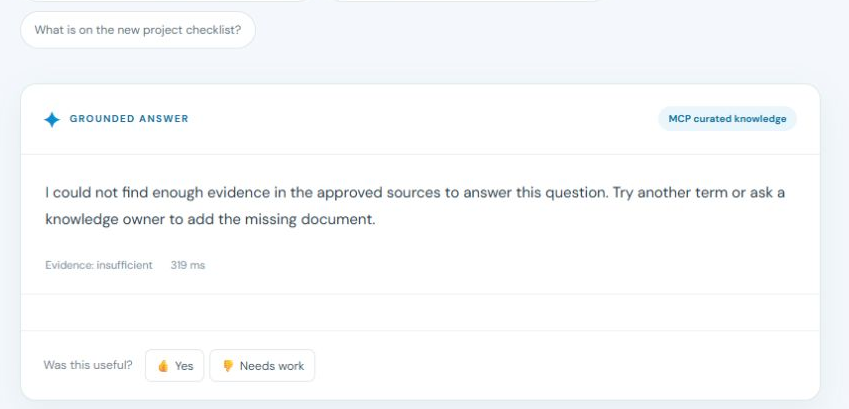 What is on the new project checklist?
GROUNDED ANSWER
MCP curated knowledge
I could not find enough evidence in the approved sources to answer this question. Try another term or ask a
knowledge owner to add the missing document.
Evidence: insufficient 319 ms
Was this useful? 👍 Yes 👎 Needs work